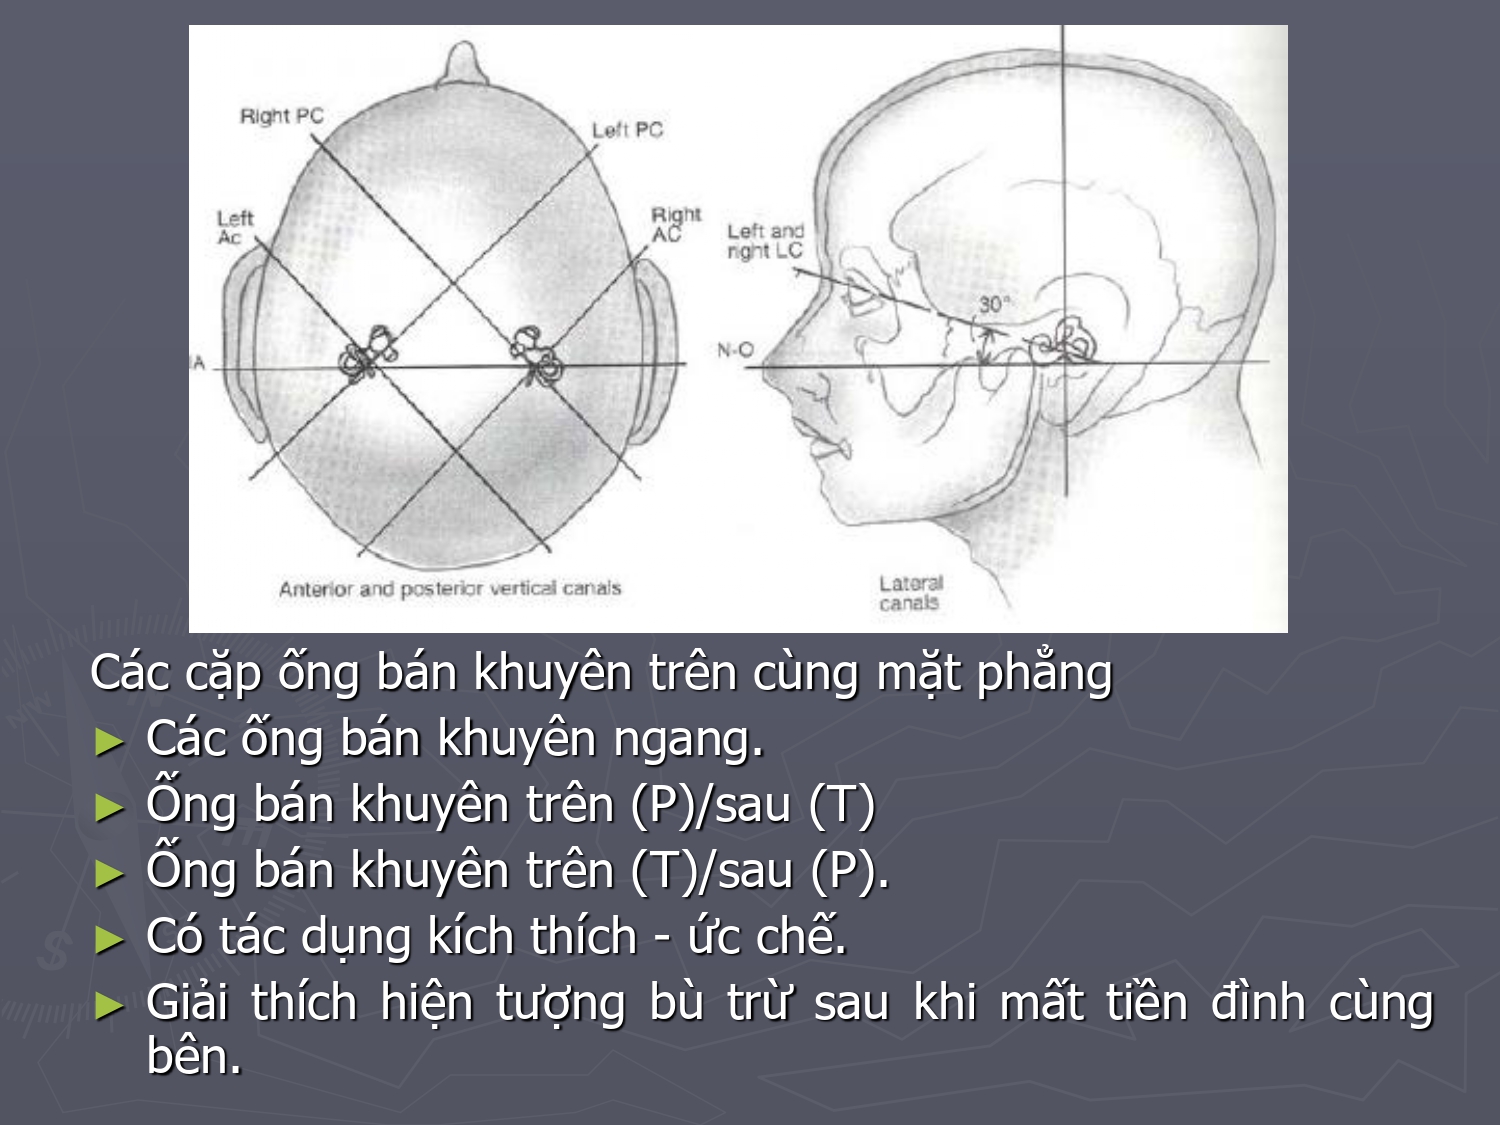 Right PC
Left PC
Left
Ac
Right
AC
Left and
right LC
30°
N-O
IA
Anterior and posterior vertical canals
Lateral
canals
Các cặp ống bán khuyên trên cùng mặt phẳng
► Các ống bán khuyên ngang.
► Ống bán khuyên trên (P)/sau (T)
► Ống bán khuyên trên (T)/sau (P).
► Có tác dụng kích thích - ức chế.
► Giải thích hiện tượng bù trừ sau khi mất tiền đình cùng
bên.